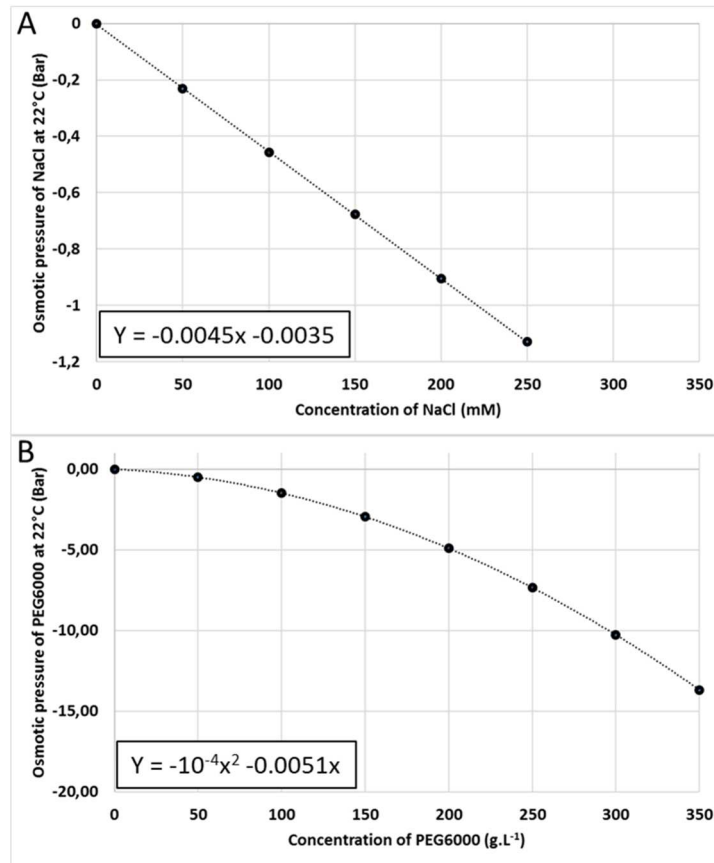 A
Osmotic pressure of NaCl at 22°C (Bar)
0
-0,2
-0,4
-0,6
-0,8
-1
-1,2
Y = -0.0045x -0.0035
0 50 100 150 200 250 300 350
Concentration of NaCl (mM)
B
Osmotic pressure of PEG6000 at 22°C (Bar)
0,00
-5,00
-10,00
-15,00
-20,00
Y = -10⁻⁴x² -0.0051x
0 50 100 150 200 250 300 350
Concentration of PEG6000 (g.L⁻¹)